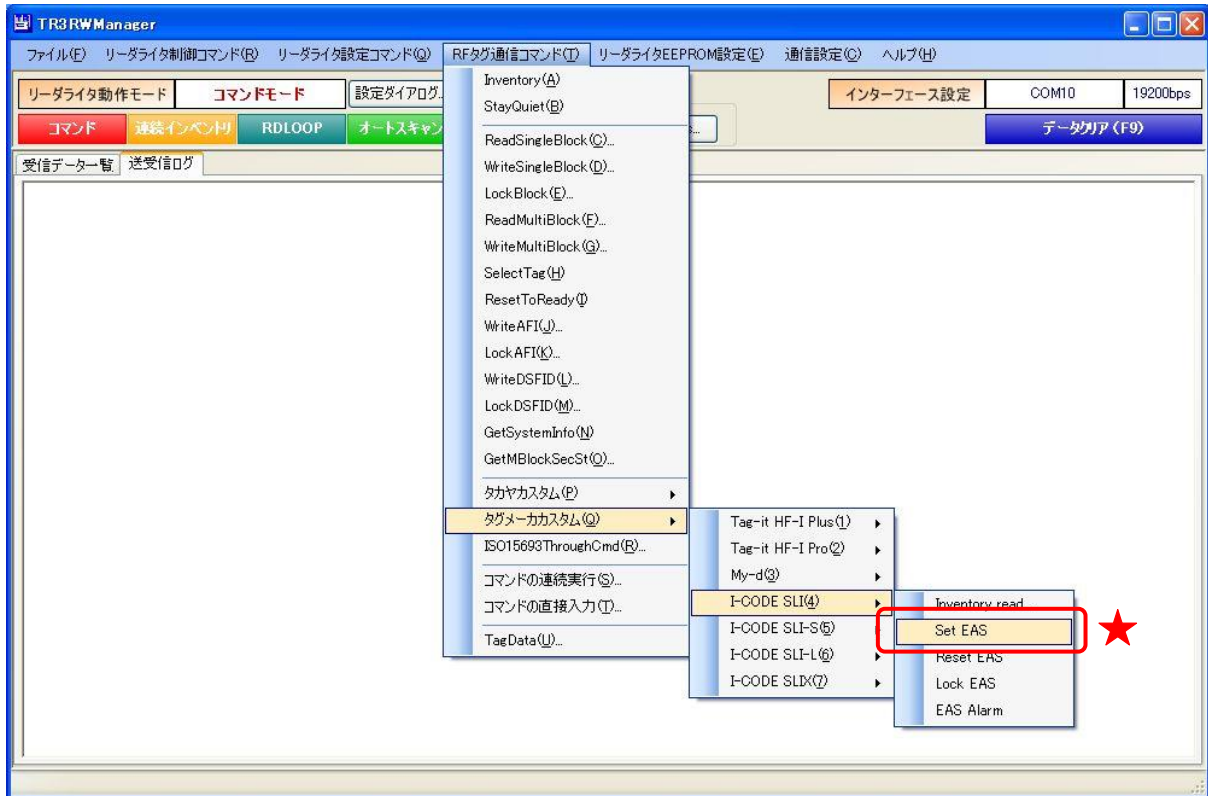 TR3RWManager
ファイル(F) リーダライタ制御コマンド(R) リーダライタ設定コマンド(Q) RFタグ通信コマンド(T) リーダライタEEPROM設定(E) 通信設定(C) ヘルプ(H)
リーダライタ動作モード コマンドモード 設定ダイアログ... インターフェース設定 COM10 19200bps
コマンド 連続インベントリ RDLOOP オートスキャン データクリア(F9)
受信データ一覧 送受信ログ
Inventory(A)
StayQuiet(B)
ReadSingleBlock(C)...
WriteSingleBlock(D)...
LockBlock(E)...
ReadMultiBlock(F)...
WriteMultiBlock(G)...
SelectTag(H)
ResetToReady(I)
WriteAFI(J)...
LockAFI(K)...
WriteDSFID(L)...
LockDSFID(M)...
GetSystemInfo(N)
GetMBlockSecSt(O)...
タカヤカスタム(P)
タグメーカカスタム(Q)
ISO15693ThroughCmd(R)...
コマンドの連続実行(S)...
コマンドの直接入力(T)...
TagData(U)...
Tag-it HF-I Plus(1)
Tag-it HF-I Pro(2)
My-d(3)
I-CODE SLI(4)
I-CODE SLI-S(5)
I-CODE SLI-L(6)
I-CODE SLIX(7)
Inventory read
Set EAS
Reset EAS
Lock EAS
EAS Alarm